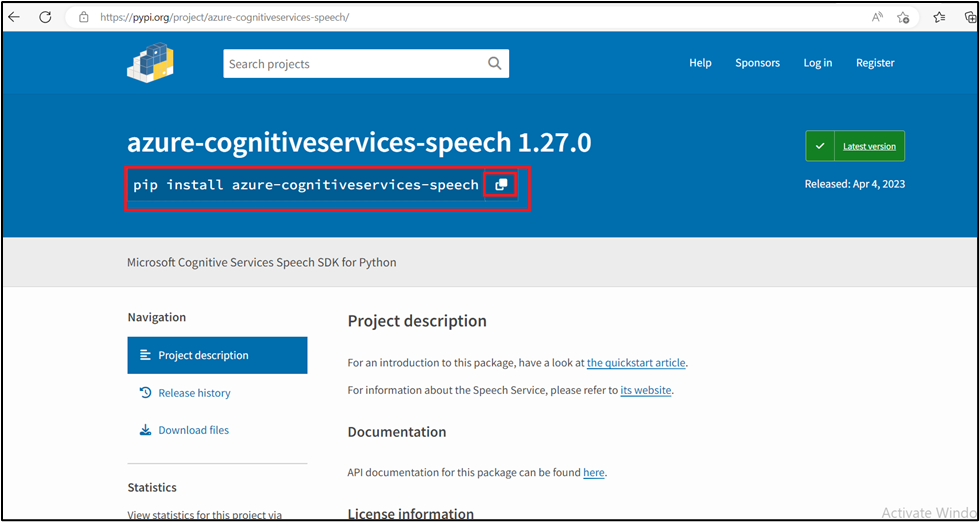 https://pypi.org/project/azure-cognitiveservices-speech/
Search projects
Help Sponsors Log in Register
azure-cognitiveservices-speech 1.27.0
Latest version
pip install azure-cognitiveservices-speech
Released: Apr 4, 2023
Microsoft Cognitive Services Speech SDK for Python
Navigation
Project description
Release history
Download files
Statistics
View statistics for this project via
Project description
For an introduction to this package, have a look at the quickstart article.
For information about the Speech Service, please refer to its website.
Documentation
API documentation for this package can be found here.
License information
Activate Windo